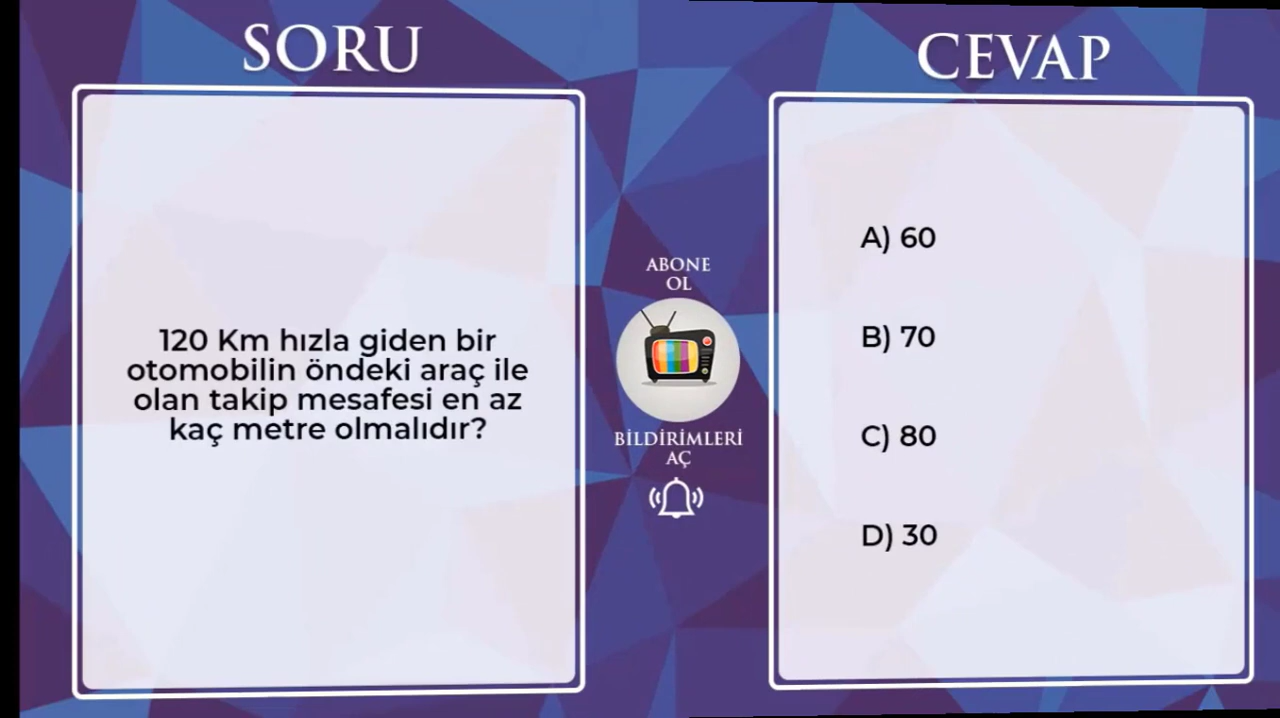 SORU
120 Km hızla giden bir
otomobilin öndeki araç ile
olan takip mesafesi en az
kaç metre olmalıdır?
ABONE
OL
BİLDİRİMLERİ
AÇ
CEVAP
A) 60
B) 70
C) 80
D) 30